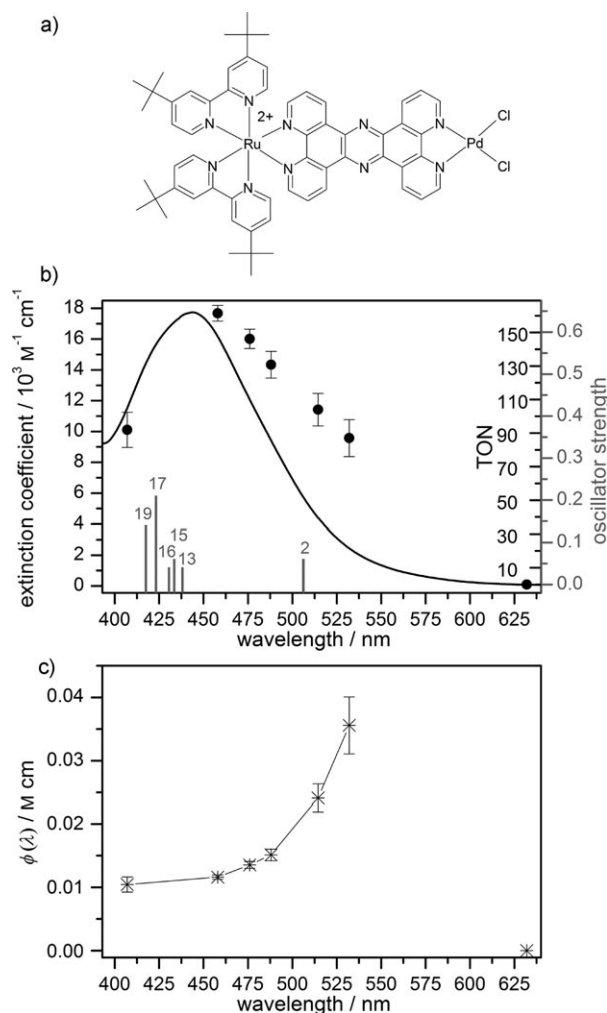 a)
2+
N
N
N
N
Ru
N
N
N
N
N
N
Pd
Cl
Cl
b)
extinction coefficient / 10³ M⁻¹ cm⁻¹
18
16
14
12
10
8
6
4
2
0
19
17
16
15
13
2
150
130
110
90
70
50
30
10
TON
0.6
0.5
0.4
0.3
0.2
0.1
0.0
oscillator strength
400 425 450 475 500 525 550 575 600 625
wavelength / nm
c)
ϕ(λ) / M cm
0.04
0.03
0.02
0.01
0.00
400 425 450 475 500 525 550 575 600 625
wavelength / nm